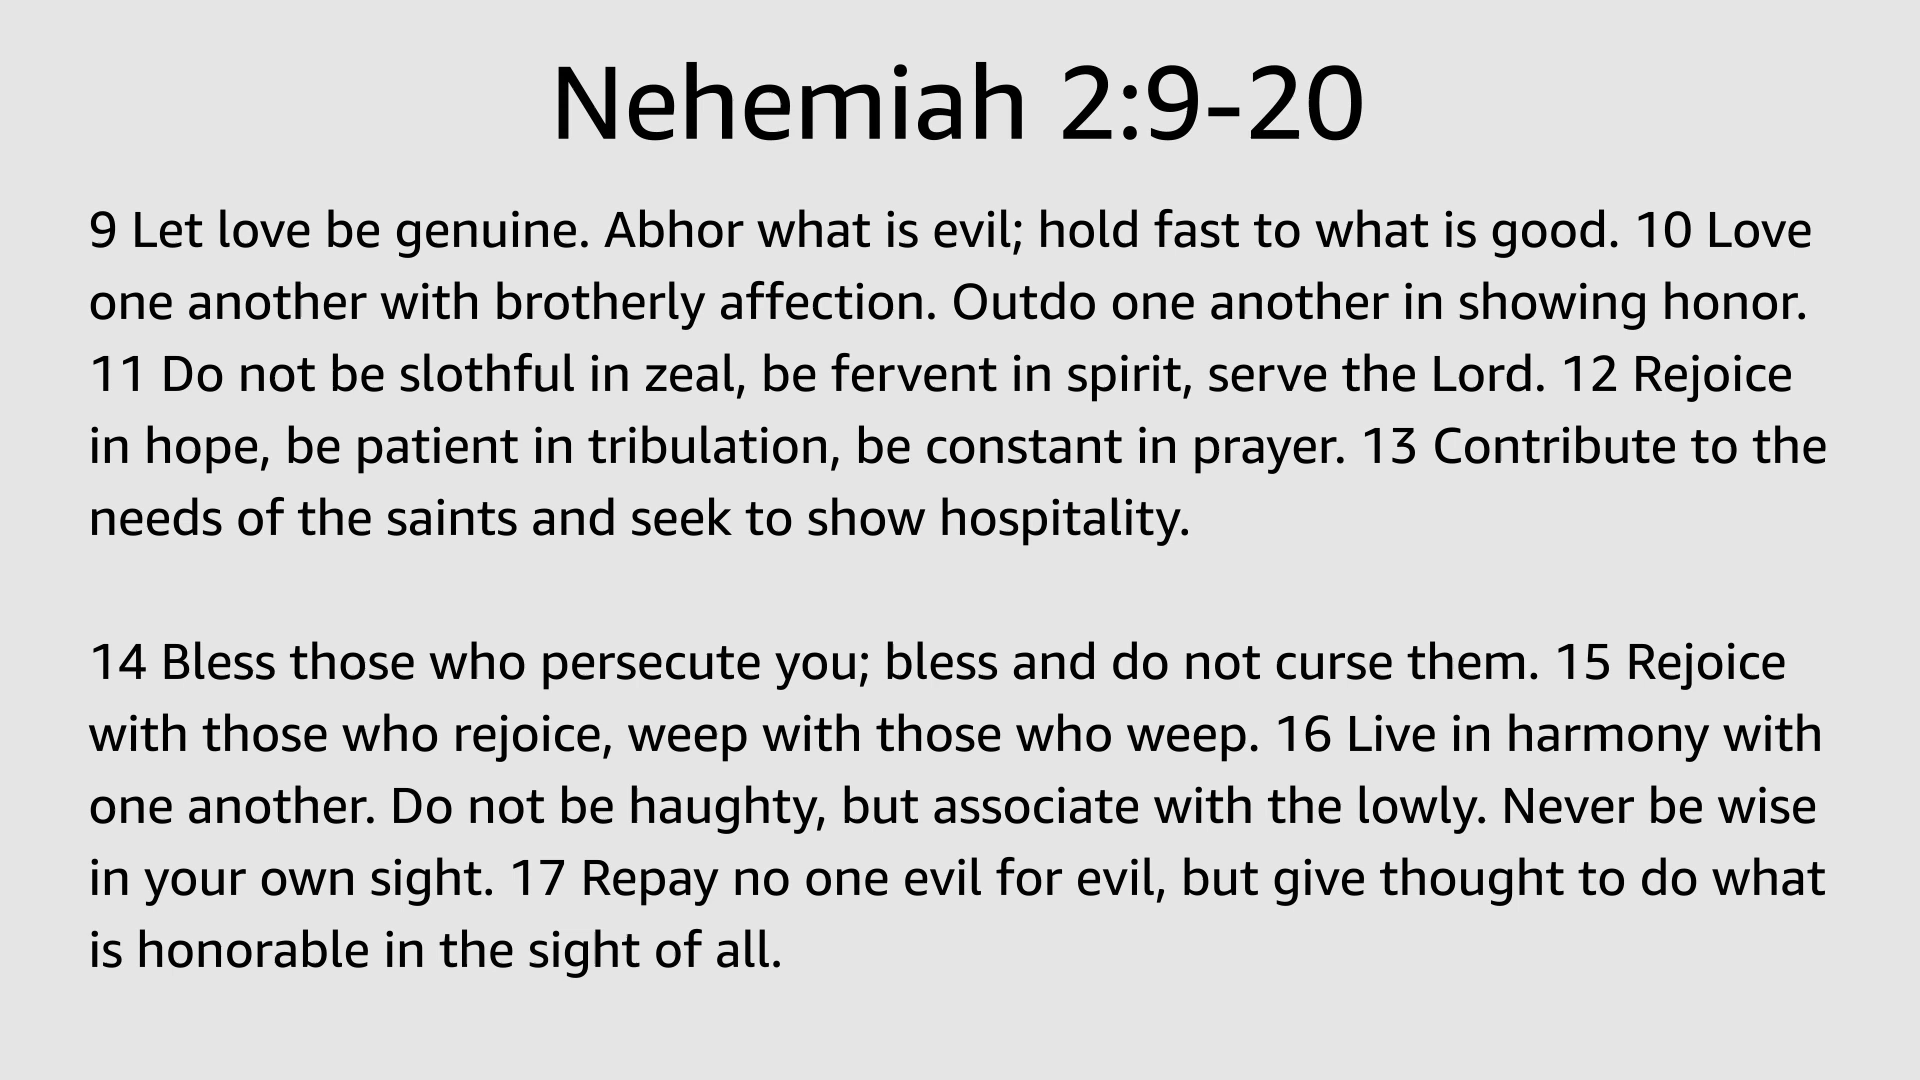 Nehemiah 2:9-20
9 Let love be genuine. Abhor what is evil; hold fast to what is good. 10 Love
one another with brotherly affection. Outdo one another in showing honor.
11 Do not be slothful in zeal, be fervent in spirit, serve the Lord. 12 Rejoice
in hope, be patient in tribulation, be constant in prayer. 13 Contribute to the
needs of the saints and seek to show hospitality.
14 Bless those who persecute you; bless and do not curse them. 15 Rejoice
with those who rejoice, weep with those who weep. 16 Live in harmony with
one another. Do not be haughty, but associate with the lowly. Never be wise
in your own sight. 17 Repay no one evil for evil, but give thought to do what
is honorable in the sight of all.